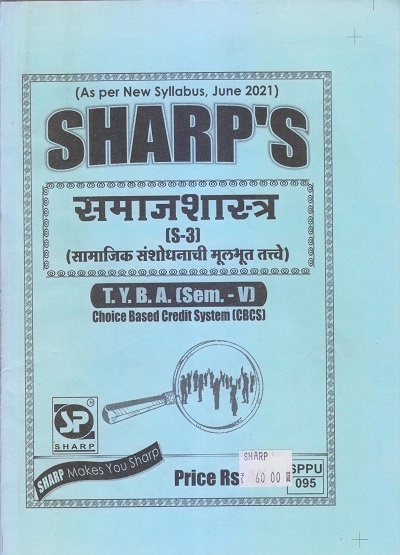 (As per New Syllabus, June 2021)
SHARP'S
समाजशास्त्र
(S-3)
(सामाजिक संशोधनाची मूलभूत तत्त्वे)
T. Y. B. A. (Sem. - V)
Choice Based Credit System (CBCS)
SP
®
SHARP
SHARP Makes You Sharp
SHARP
Price Rs
₹ 60.00
SPPU
095